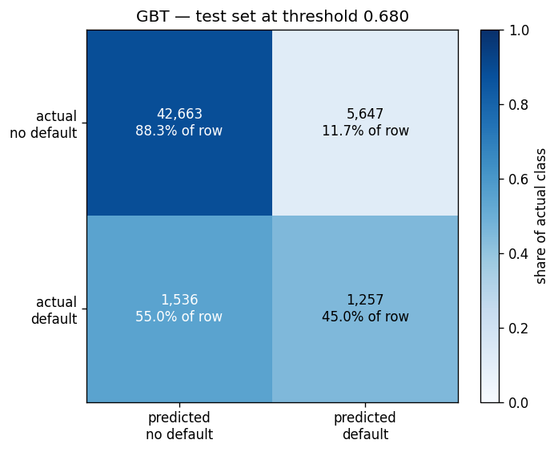 GBT — test set at threshold 0.680
actual
no default
42,663
88.3% of row
5,647
11.7% of row
actual
default
1,536
55.0% of row
1,257
45.0% of row
predicted
no default
predicted
default
1.0
0.8
0.6
0.4
0.2
0.0
share of actual class